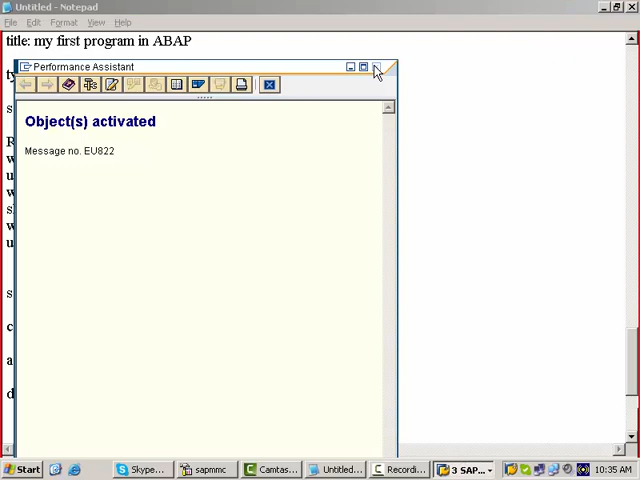 Untitled - Notepad
File Edit Format View Help
title: my first program in ABAP
Performance Assistant
Object(s) activated
Message no. EU822
Start Skype... sapmmc Camtas... Untitled... Recordi... 3 SAP... 10:35 AM